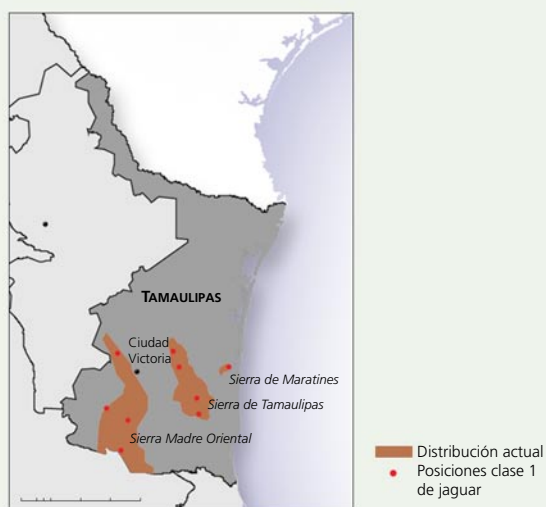 TAMAULIPAS
Ciudad
Victoria
Sierra de Maratines
Sierra de Tamaulipas
Sierra Madre Oriental
Distribución actual
Posiciones clase 1
de jaguar